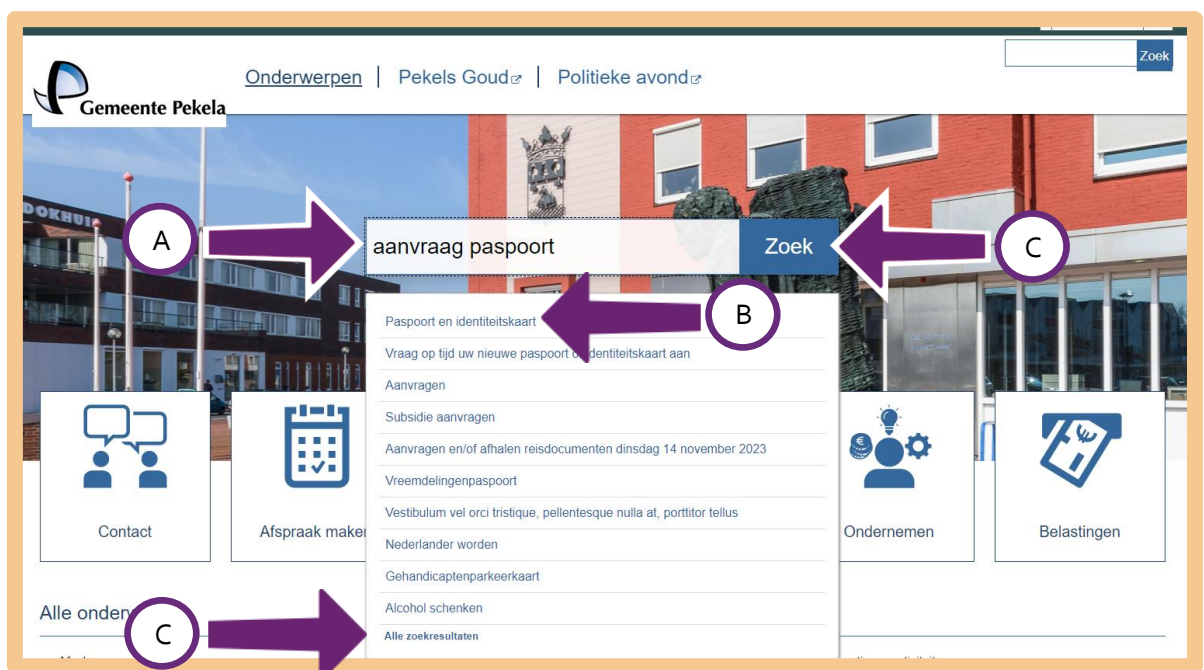 Zoek
Gemeente Pekela
Onderwerpen | Pekels Goud | Politieke avond
DOKHUIS
A
aanvraag paspoort
Zoek
C
B
Paspoort en identiteitskaart
Vraag op tijd uw nieuwe paspoort of identiteitskaart aan
Aanvragen
Subsidie aanvragen
Aanvragen en/of afhalen reisdocumenten dinsdag 14 november 2023
Vreemdelingenpaspoort
Vestibulum vel orci tristique, pellentesque nulla at, porttitor tellus
Nederlander worden
Gehandicaptenparkeerkaart
Alcohol schenken
Alle zoekresultaten
Contact
Afspraak maken
Ondernemen
Belastingen
Alle onderw
C